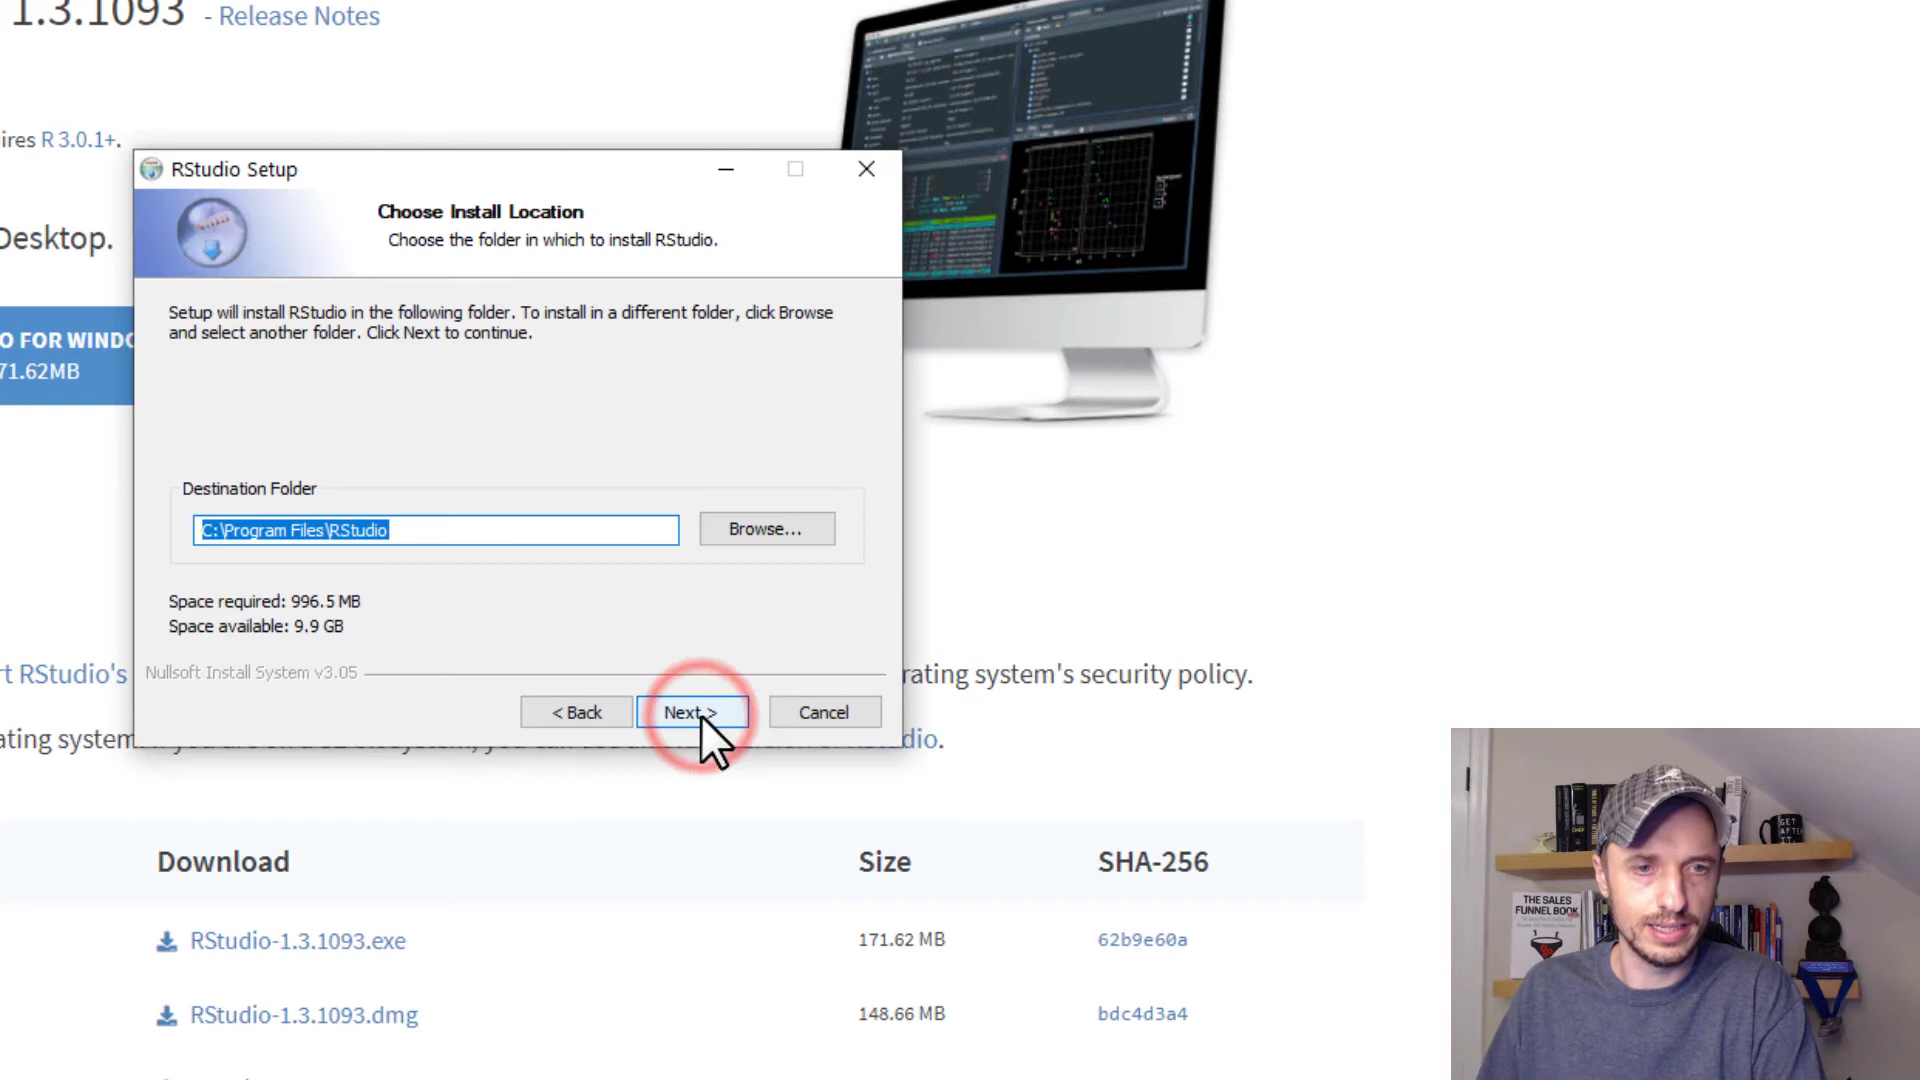 1.3.1093 - Release Notes
ires R 3.0.1+.
RStudio Setup
Choose Install Location
Desktop.
Choose the folder in which to install RStudio.
Setup will install RStudio in the following folder. To install in a different folder, click Browse
and select another folder. Click Next to continue.
O FOR WINDO
71.62MB
Destination Folder
C:\Program Files\RStudio
Browse...
Space required: 996.5 MB
Space available: 9.9 GB
rt RStudio's
Nullsoft Install System v3.05
rating system's security policy.
< Back
Next >
Cancel
ating system
dio.
Download
Size
SHA-256
GET
AFTER
IT.
THE SALES
FUNNEL BOOK
RStudio-1.3.1093.exe
171.62 MB
62b9e60a
RStudio-1.3.1093.dmg
148.66 MB
bdc4d3a4